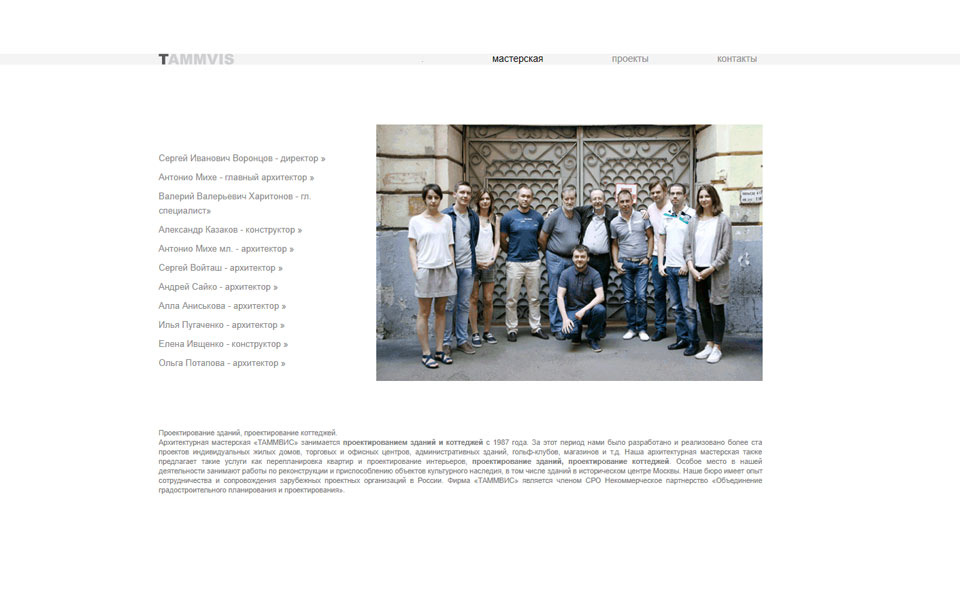 TAMMVIS
мастерская
проекты
контакты
Сергей Иванович Воронцов - директор »
Антонио Михе - главный архитектор »
Валерий Валерьевич Харитонов - гл.
специалист»
Александр Казаков - конструктор »
Антонио Михе мл. - архитектор »
Сергей Войташ - архитектор »
Андрей Сайко - архитектор »
Алла Аниськова - архитектор »
Илья Пугаченко - архитектор »
Елена Ивщенко - конструктор »
Ольга Потапова - архитектор »
Проектирование зданий, проектирование коттеджей.
Архитектурная мастерская «ТАММВИС» занимается проектированием зданий и коттеджей с 1987 года. За этот период нами было разработано и реализовано более ста
проектов индивидуальных жилых домов, торговых и офисных центров, административных зданий, гольф-клубов, магазинов и т.д. Наша архитектурная мастерская также
предлагает такие услуги как перепланировка квартир и проектирование интерьеров, проектирование зданий, проектирование коттеджей. Особое место в нашей
деятельности занимают работы по реконструкции и приспособлению объектов культурного наследия, в том числе зданий в историческом центре Москвы. Наше бюро имеет опыт
сотрудничества и сопровождения зарубежных проектных организаций в России. Фирма «ТАММВИС» является членом СРО Некоммерческое партнерство «Объединение
градостроительного планирования и проектирования».